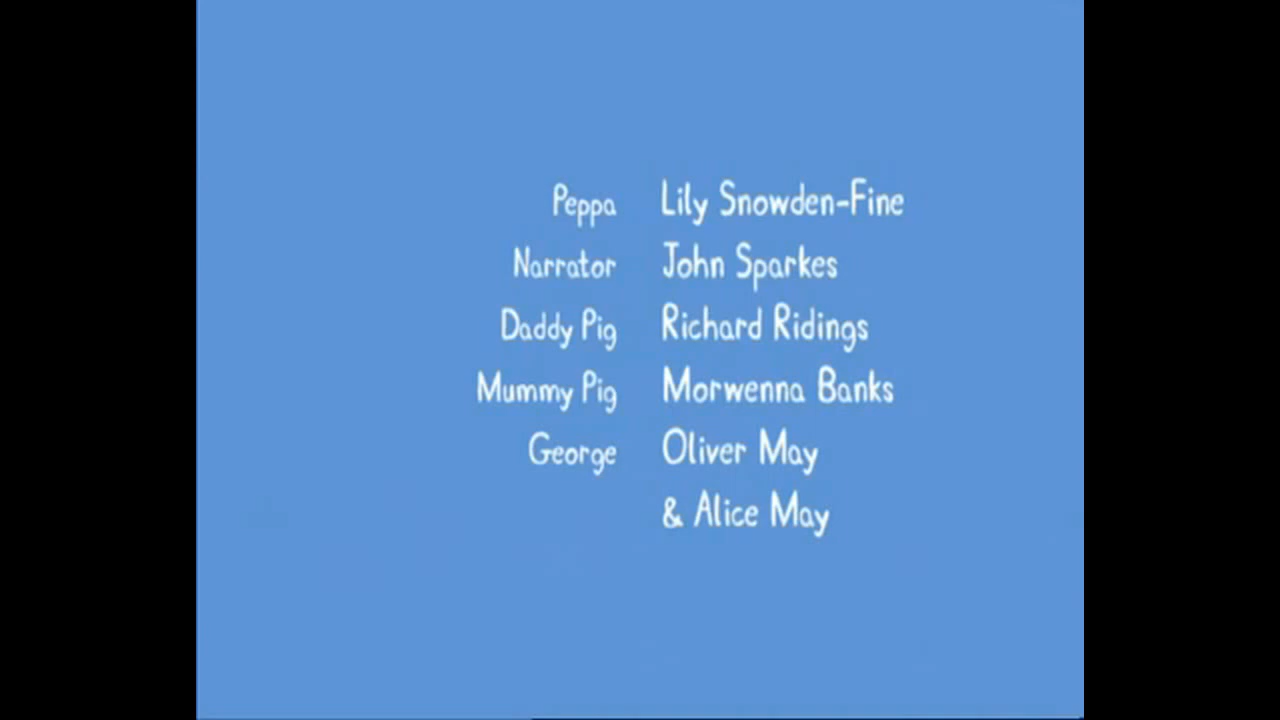 Peppa Lily Snowden-Fine
Narrator John Sparkes
Daddy Pig Richard Ridings
Mummy Pig Morwenna Banks
George Oliver May
& Alice May